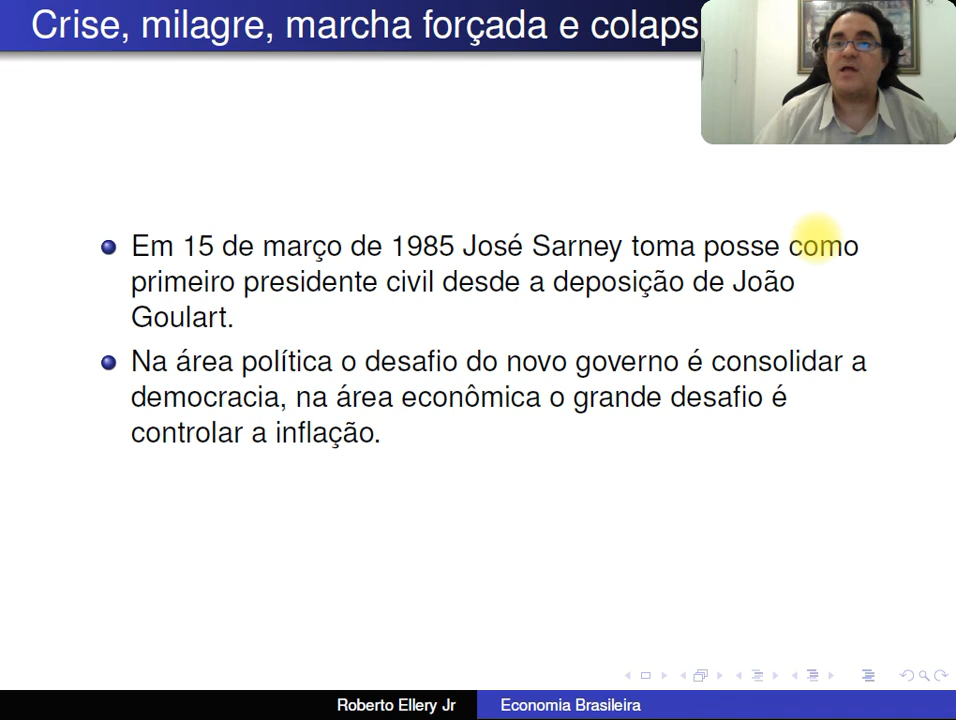 Crise, milagre, marcha forçada e colaps
Em 15 de março de 1985 José Sarney toma posse como
primeiro presidente civil desde a deposição de João
Goulart.
Na área política o desafio do novo governo é consolidar a
democracia, na área econômica o grande desafio é
controlar a inflação.
Roberto Ellery Jr
Economia Brasileira